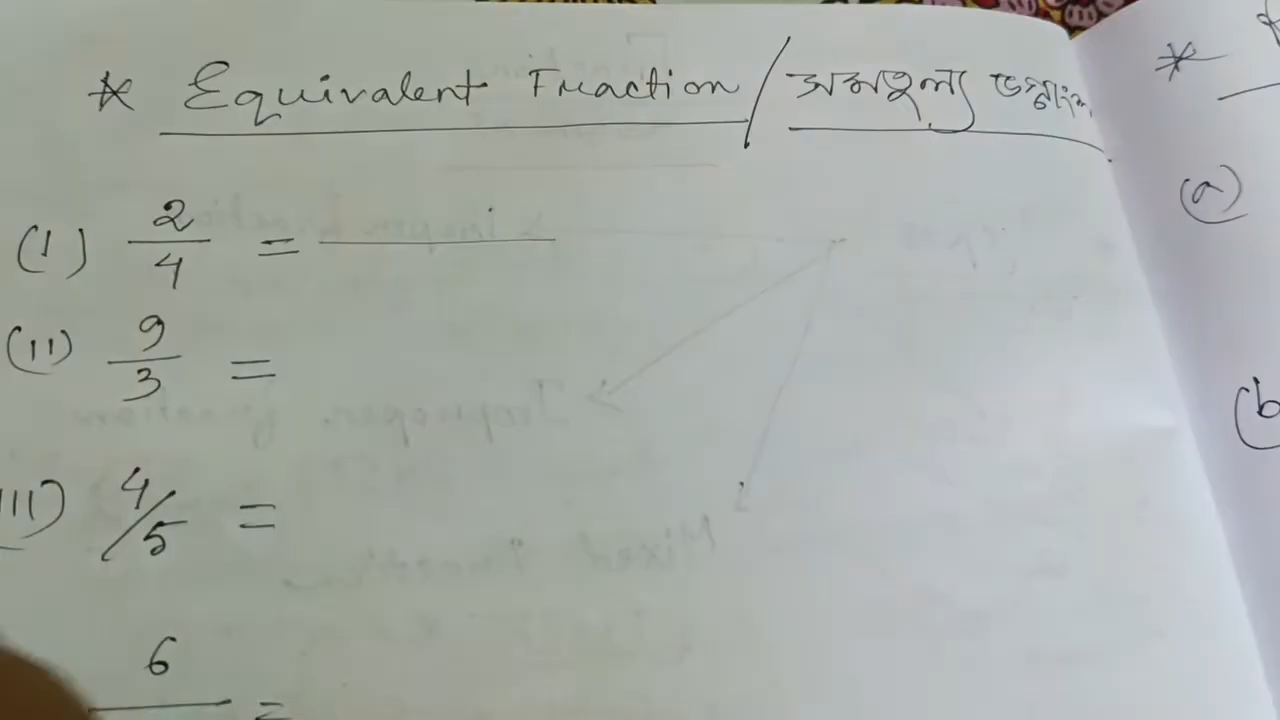 * Equivalent Fraction / সমতুল্য ভগ্নাংশ
(I) 2/4 =
(II) 9/3 =
(III) 4/5 =
6
=
*
(a)
(b